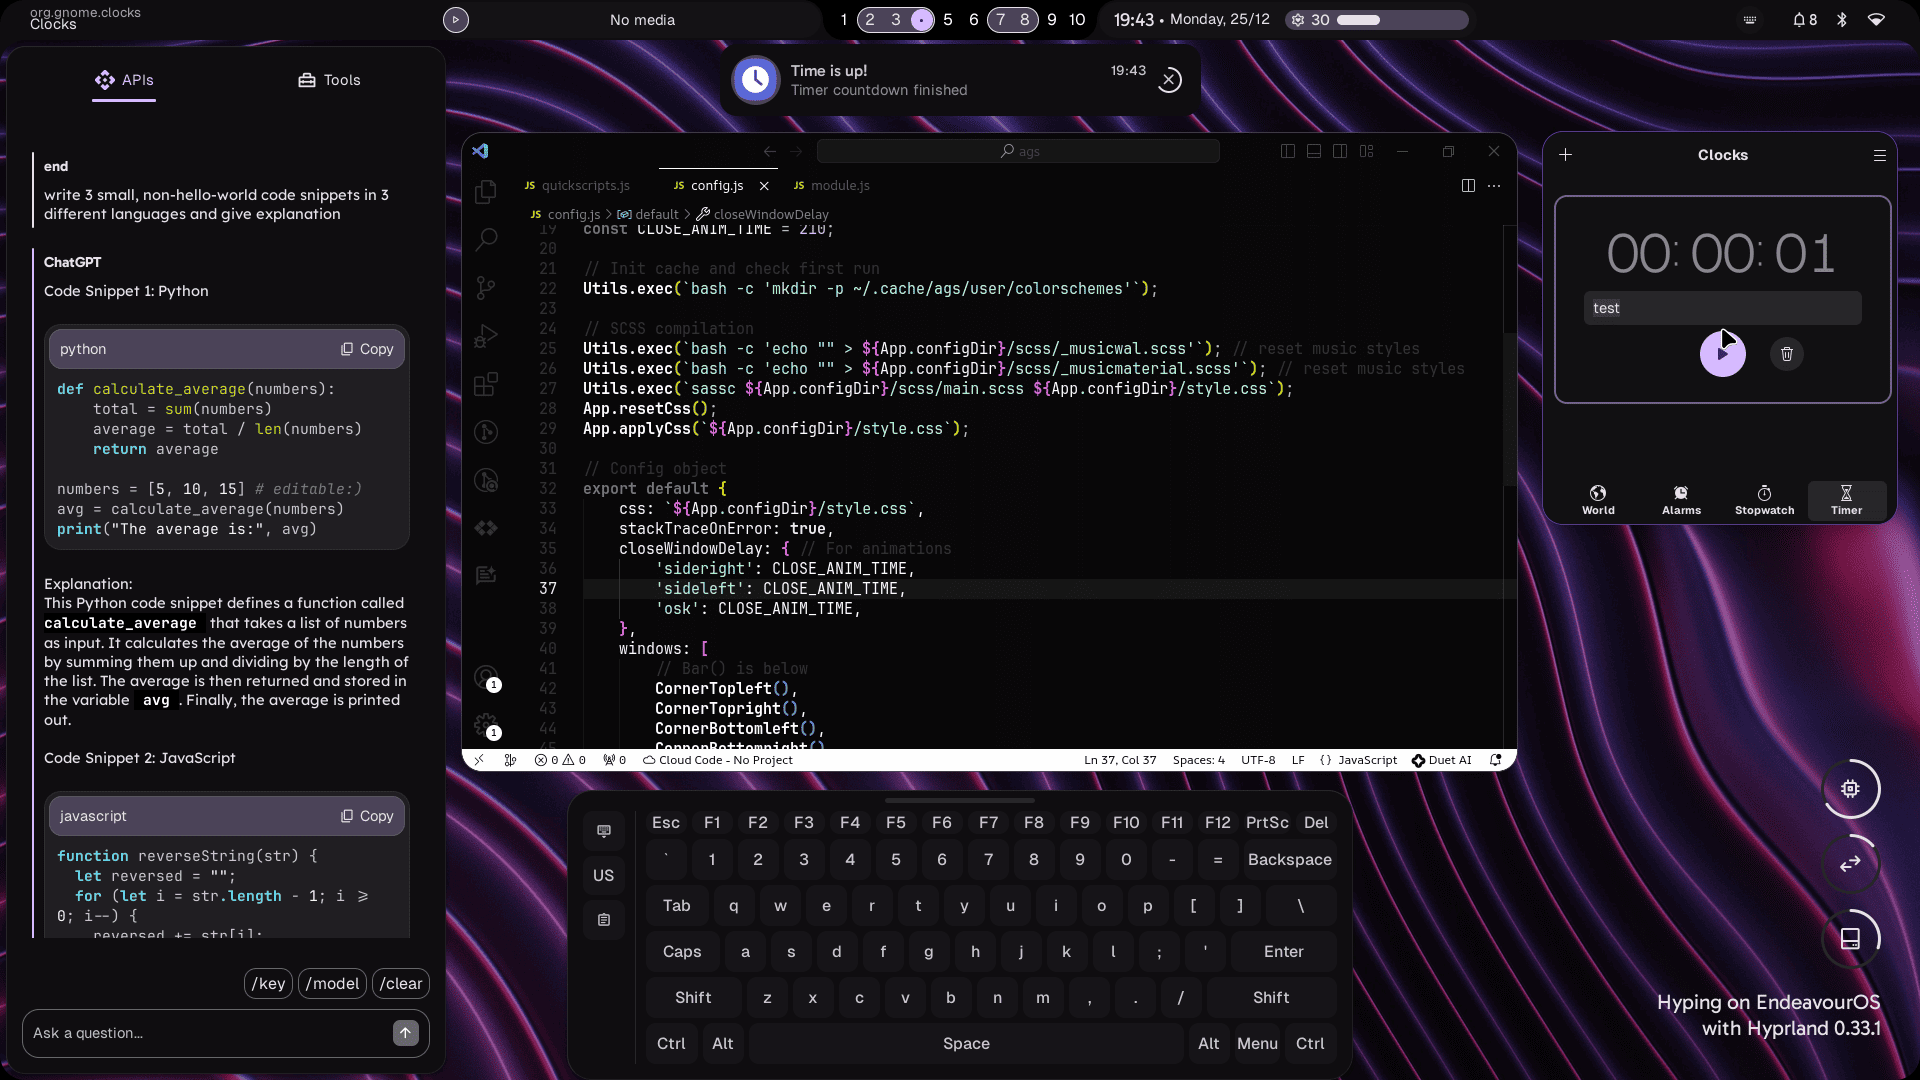 org.gnome.clocks
Clocks
No media
1 2 3 5 6 7 8 9 10
19:43 • Monday, 25/12
30
8
APIs
Tools
end
write 3 small, non-hello-world code snippets in 3
different languages and give explanation
ChatGPT
Code Snippet 1: Python
python
Copy
def calculate_average(numbers):
total = sum(numbers)
average = total / len(numbers)
return average
numbers = [5, 10, 15] # editable:)
avg = calculate_average(numbers)
print("The average is:", avg)
Explanation:
This Python code snippet defines a function called
calculate_average that takes a list of numbers
as input. It calculates the average of the numbers
by summing them up and dividing by the length of
the list. The average is then returned and stored in
the variable avg . Finally, the average is printed
out.
Code Snippet 2: JavaScript
javascript
Copy
function reverseString(str) {
let reversed = "";
for (let i = str.length - 1; i >=
0; i--) {
reversed += str[i];
/key
/model
/clear
Ask a question...
Time is up!
19:43
Timer countdown finished
ags
JS quickscripts.js
JS config.js
JS module.js
JS config.js > default > closeWindowDelay
19 const CLOSE_ANIM_TIME = 210;
20
21 // Init cache and check first run
22 Utils.exec(`bash -c 'mkdir -p ~/.cache/ags/user/colorschemes'`);
23
24 // SCSS compilation
25 Utils.exec(`bash -c 'echo "" > ${App.configDir}/scss/_musicwal.scss'`); // reset music styles
26 Utils.exec(`bash -c 'echo "" > ${App.configDir}/scss/_musicmaterial.scss'`); // reset music styles
27 Utils.exec(`sassc ${App.configDir}/scss/main.scss ${App.configDir}/style.css`);
28 App.resetCss();
29 App.applyCss(`${App.configDir}/style.css`);
30
31 // Config object
32 export default {
33 css: `${App.configDir}/style.css`,
34 stackTraceOnError: true,
35 closeWindowDelay: { // For animations
36 'sideright': CLOSE_ANIM_TIME,
37 'sideleft': CLOSE_ANIM_TIME,
38 'osk': CLOSE_ANIM_TIME,
39 },
40 windows: [
41 // Bar() is below
42 CornerTopleft(),
43 CornerTopright(),
44 CornerBottomleft(),
45 CornerBottomright()
1
1
0 0 0
Cloud Code - No Project
Ln 37, Col 37
Spaces: 4
UTF-8
LF
{ } JavaScript
Duet AI
Clocks
00: 00: 01
test
World
Alarms
Stopwatch
Timer
US
Esc F1 F2 F3 F4 F5 F6 F7 F8 F9 F10 F11 F12 PrtSc Del
` 1 2 3 4 5 6 7 8 9 0 - = Backspace
Tab q w e r t y u i o p [ ] \
Caps a s d f g h j k l ; ' Enter
Shift z x c v b n m , . / Shift
Ctrl Alt Space Alt Menu Ctrl
Hyping on EndeavourOS
with Hyprland 0.33.1